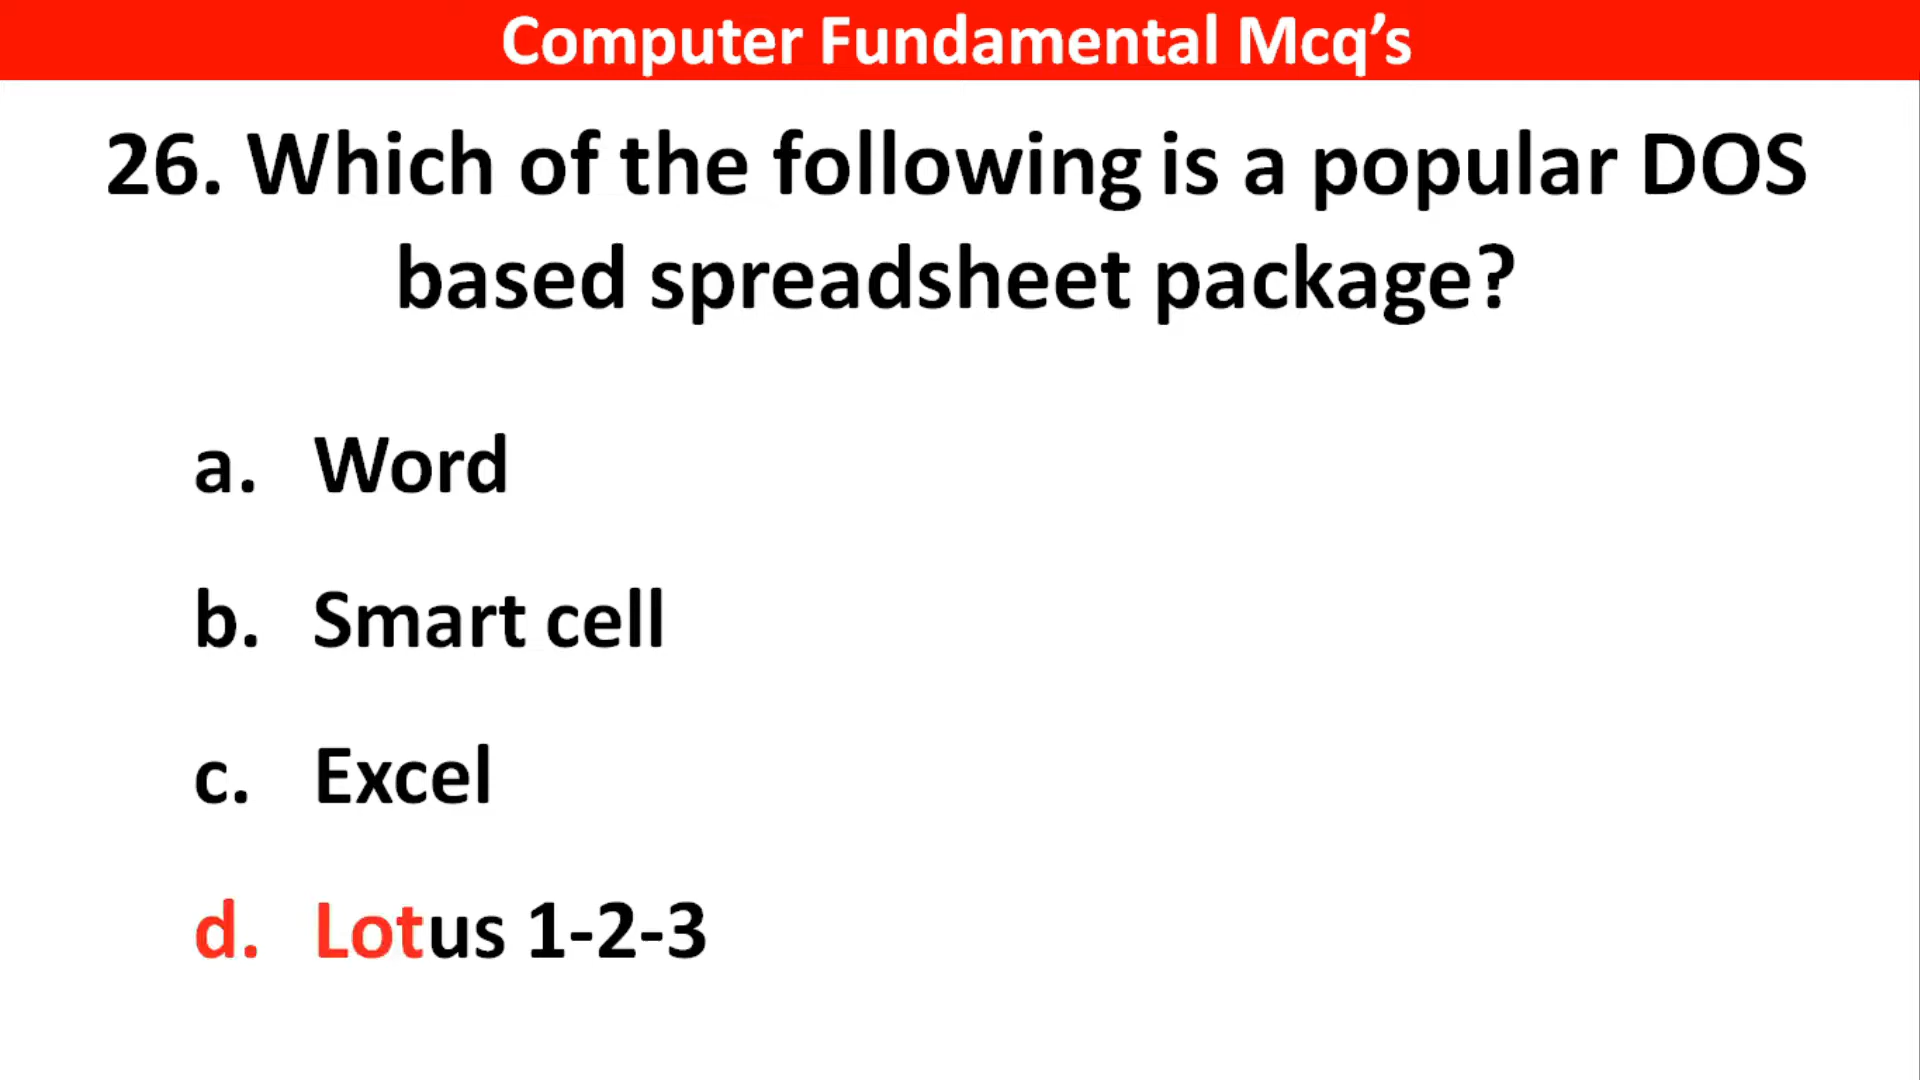 Computer Fundamental Mcq’s
26. Which of the following is a popular DOS
based spreadsheet package?
a. Word
b. Smart cell
c. Excel
d. Lotus 1-2-3